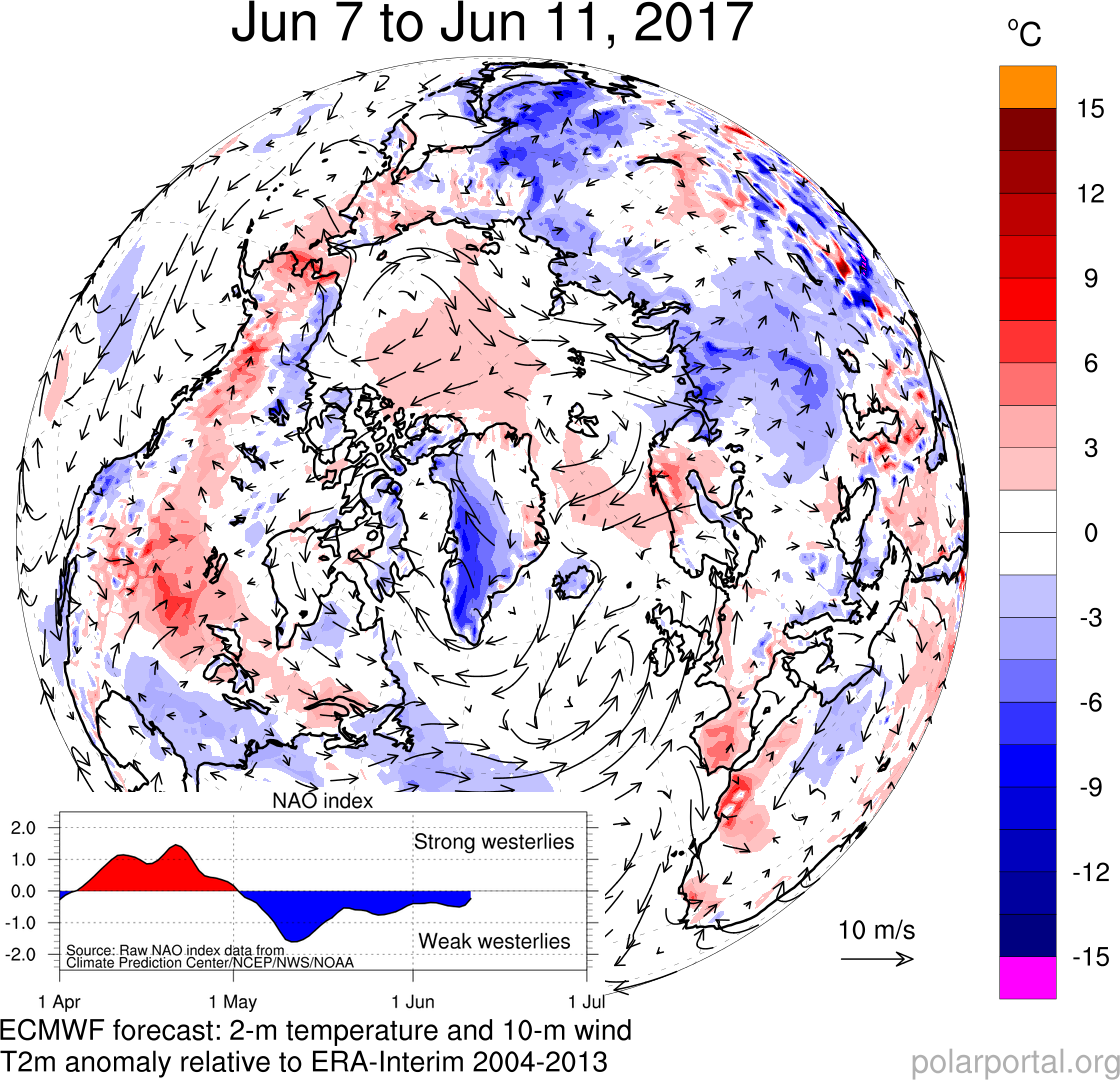 Jun 7 to Jun 11, 2017
°C
15
12
9
6
3
0
-3
-6
-9
-12
-15
NAO index
2.0
1.0
0.0
-1.0
-2.0
Strong westerlies
Weak westerlies
Source: Raw NAO index data from
Climate Prediction Center/NCEP/NWS/NOAA
1 Apr
1 May
1 Jun
1 Jul
10 m/s
ECMWF forecast: 2-m temperature and 10-m wind
T2m anomaly relative to ERA-Interim 2004-2013
polarportal.org